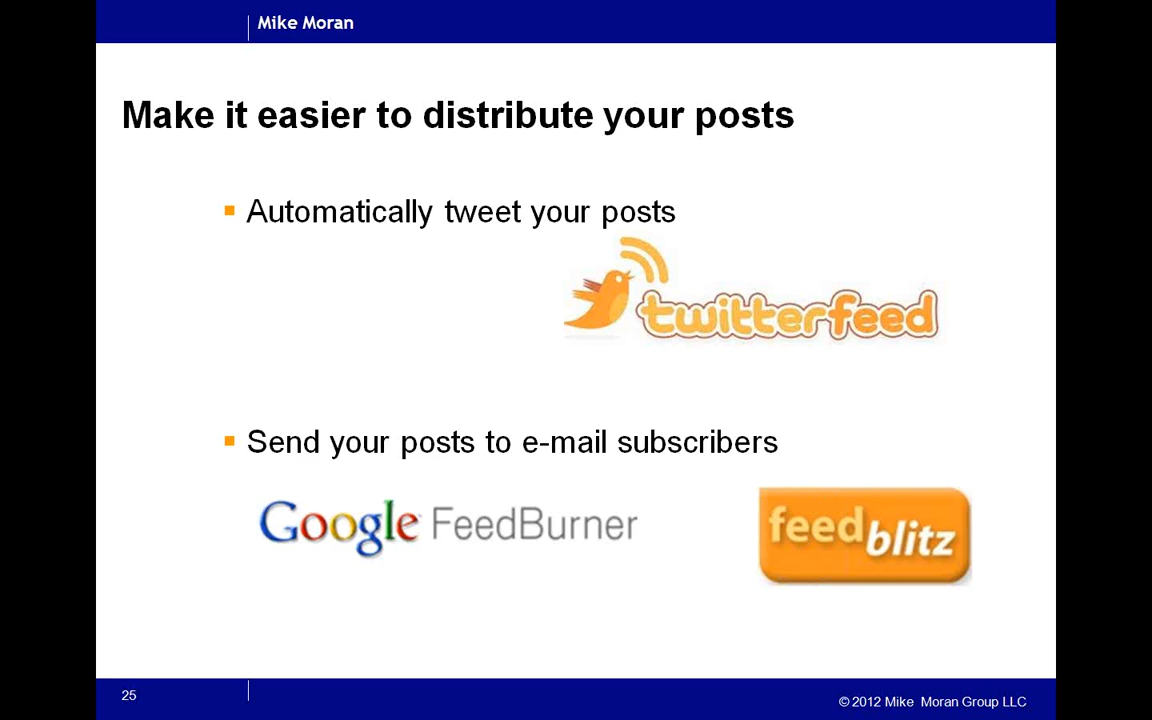 Mike Moran
Make it easier to distribute your posts
Automatically tweet your posts
twitterfeed
Send your posts to e-mail subscribers
Google FeedBurner
feedblitz
25
© 2012 Mike Moran Group LLC